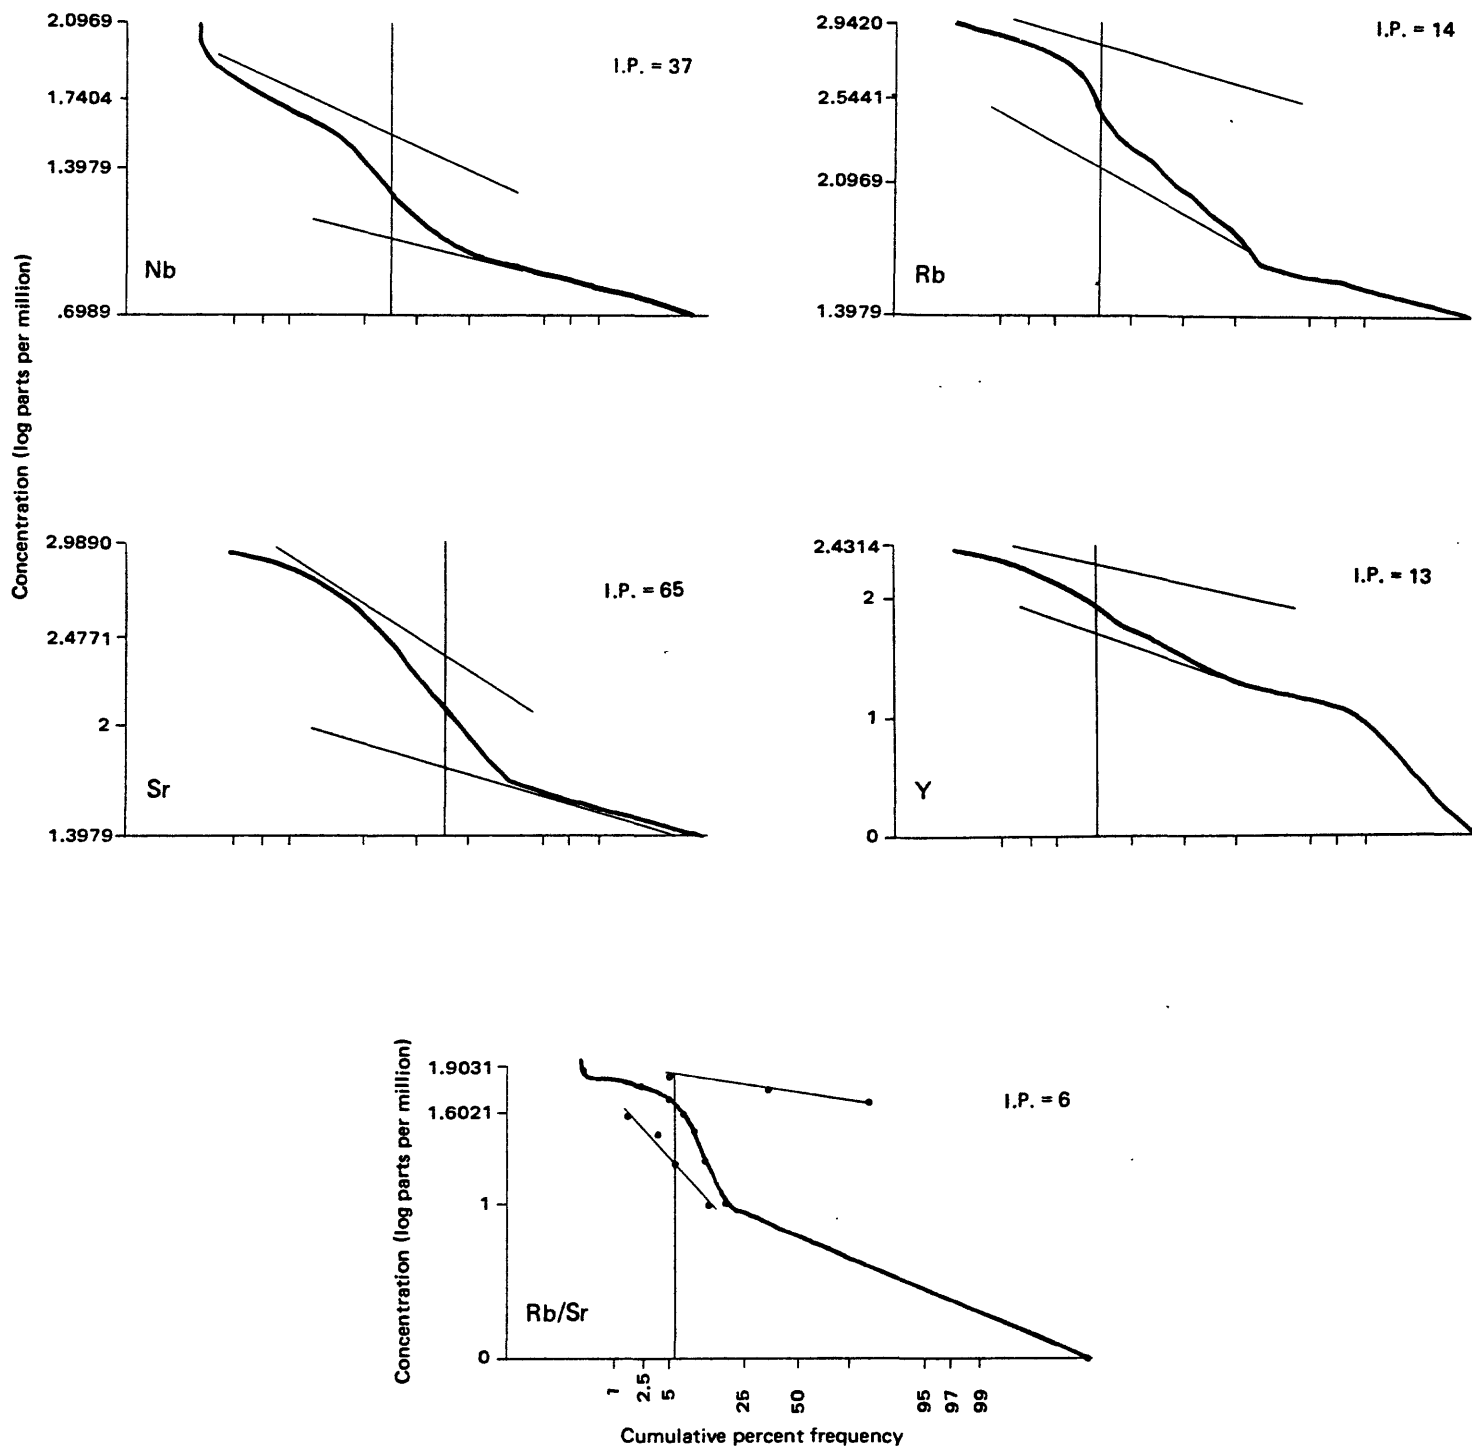 2.0969
1.7404
1.3979
.6989
Nb
I.P. = 37
2.9420
2.5441
2.0969
1.3979
Rb
I.P. = 14
Concentration (log parts per million)
2.9890
2.4771
2
1.3979
Sr
I.P. = 65
2.4314
2
1
0
Y
I.P. = 13
Concentration (log parts per million)
1.9031
1.6021
1
0
Rb/Sr
I.P. = 6
1 2.5 5 25 50 95 97 99
Cumulative percent frequency